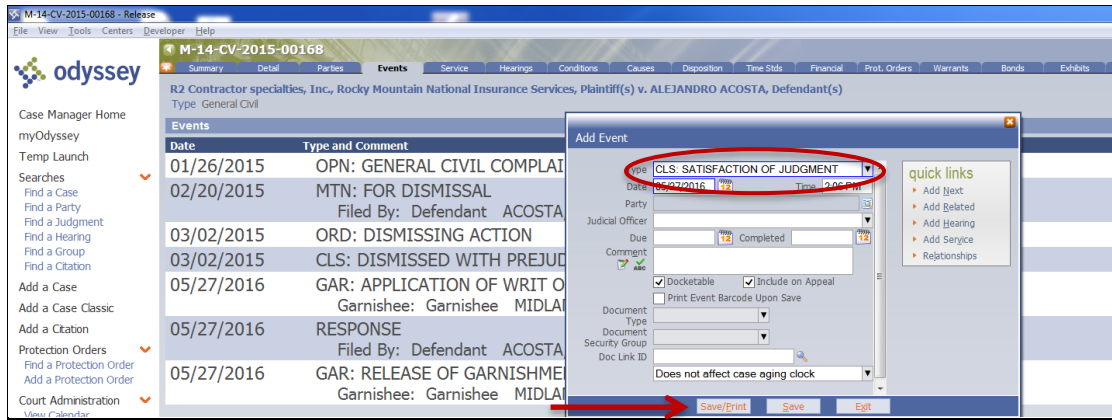 M-14-CV-2015-00168 - Release
File View Tools Centers Developer Help
odyssey
Case Manager Home
myOdyssey
Temp Launch
Searches
Find a Case
Find a Party
Find a Judgment
Find a Hearing
Find a Group
Find a Citation
Add a Case
Add a Case Classic
Add a Citation
Protection Orders
Find a Protection Order
Add a Protection Order
Court Administration
View Calendar
M-14-CV-2015-00168
Summary Detail Parties Events Service Hearings Conditions Causes Disposition Time Stds Financial Prot. Orders Warrants Bonds Exhibits
R2 Contractor specialties, Inc., Rocky Mountain National Insurance Services, Plaintiff(s) v. ALEJANDRO ACOSTA, Defendant(s)
Type General Civil
Events
Date Type and Comment
01/26/2015 OPN: GENERAL CIVIL COMPLAI
02/20/2015 MTN: FOR DISMISSAL
Filed By: Defendant ACOSTA,
03/02/2015 ORD: DISMISSING ACTION
03/02/2015 CLS: DISMISSED WITH PREJUD
05/27/2016 GAR: APPLICATION OF WRIT O
Garnishee: Garnishee MIDLA
05/27/2016 RESPONSE
Filed By: Defendant ACOSTA
05/27/2016 GAR: RELEASE OF GARNISHME
Garnishee: Garnishee MIDLA
Add Event
Type CLS: SATISFACTION OF JUDGMENT
Date 05/27/2016 12 Time 2:06 PM
Party
Judicial Officer
Due 12 Completed 12
Comment
ABC
Docketable Include on Appeal
Print Event Barcode Upon Save
Document
Type
Document
Security Group
Doc Link ID
Does not affect case aging clock
Save/Print Save Exit
quick links
Add Next
Add Related
Add Hearing
Add Service
Relationships